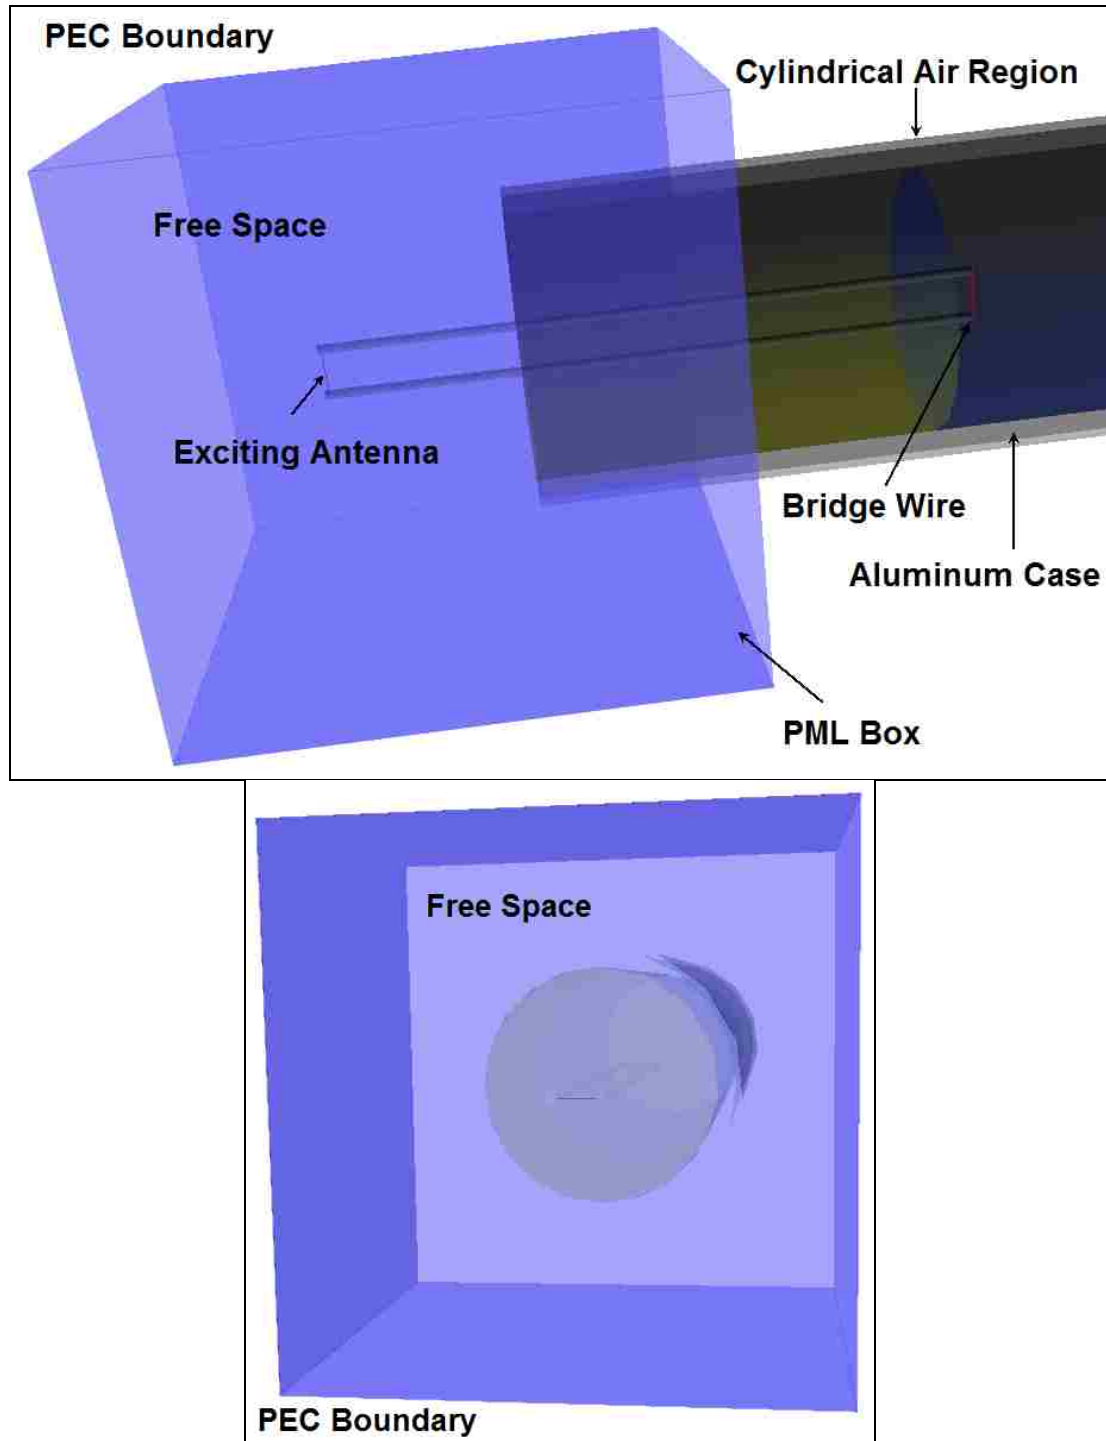 PEC Boundary
Cylindrical Air Region
Free Space
Exciting Antenna
Bridge Wire
Aluminum Case
PML Box
Free Space
PEC Boundary